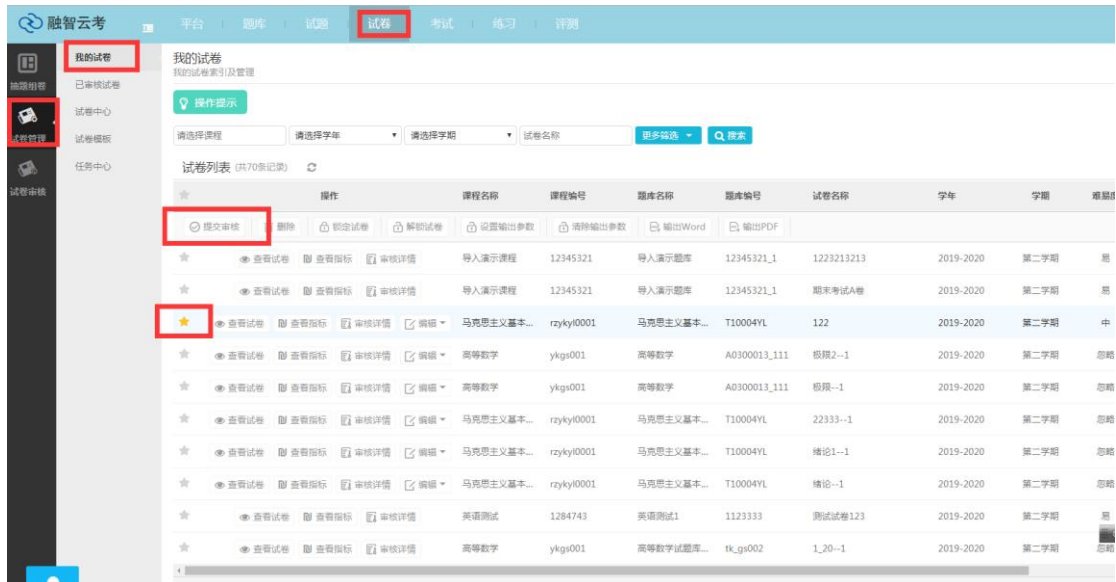 融智云考 平台 题库 试题 试卷 考试 练习 评测
抽题组卷
试卷管理
试卷审核
我的试卷
已审核试卷
试卷中心
试卷模板
任务中心
我的试卷
我的试卷索引及管理
操作提示
请选择课程 请选择学年 请选择学期 试卷名称 更多筛选 搜索
试卷列表 (共70条记录)
操作 课程名称 课程编号 题库名称 题库编号 试卷名称 学年 学期 难易度
提交审核 删除 锁定试卷 解锁试卷 设置输出参数 清除输出参数 输出Word 输出PDF
查看试卷 查看指标 审核详情 导入演示课程 12345321 导入演示题库 12345321_1 1223213213 2019-2020 第二学期 易
查看试卷 查看指标 审核详情 导入演示课程 12345321 导入演示题库 12345321_1 期末考试A卷 2019-2020 第二学期 易
查看试卷 查看指标 审核详情 编辑 马克思主义基本... rzykyl0001 马克思主义基本... T10004YL 122 2019-2020 第二学期 中
查看试卷 查看指标 审核详情 编辑 高等数学 ykgs001 高等数学 A0300013_111 极限2--1 2019-2020 第二学期 忽略
查看试卷 查看指标 审核详情 编辑 高等数学 ykgs001 高等数学 A0300013_111 极限--1 2019-2020 第二学期 忽略
查看试卷 查看指标 审核详情 编辑 马克思主义基本... rzykyl0001 马克思主义基本... T10004YL 22333--1 2019-2020 第二学期 忽略
查看试卷 查看指标 审核详情 编辑 马克思主义基本... rzykyl0001 马克思主义基本... T10004YL 绪论1--1 2019-2020 第二学期 忽略
查看试卷 查看指标 审核详情 编辑 马克思主义基本... rzykyl0001 马克思主义基本... T10004YL 绪论--1 2019-2020 第二学期 忽略
查看试卷 查看指标 审核详情 英语测试 1284743 英语测试1 1123333 测试试卷123 2019-2020 第二学期 易
查看试卷 查看指标 审核详情 高等数学 ykgs001 高等数学试题库... tk_gs002 1_20--1 2019-2020 第二学期 忽略